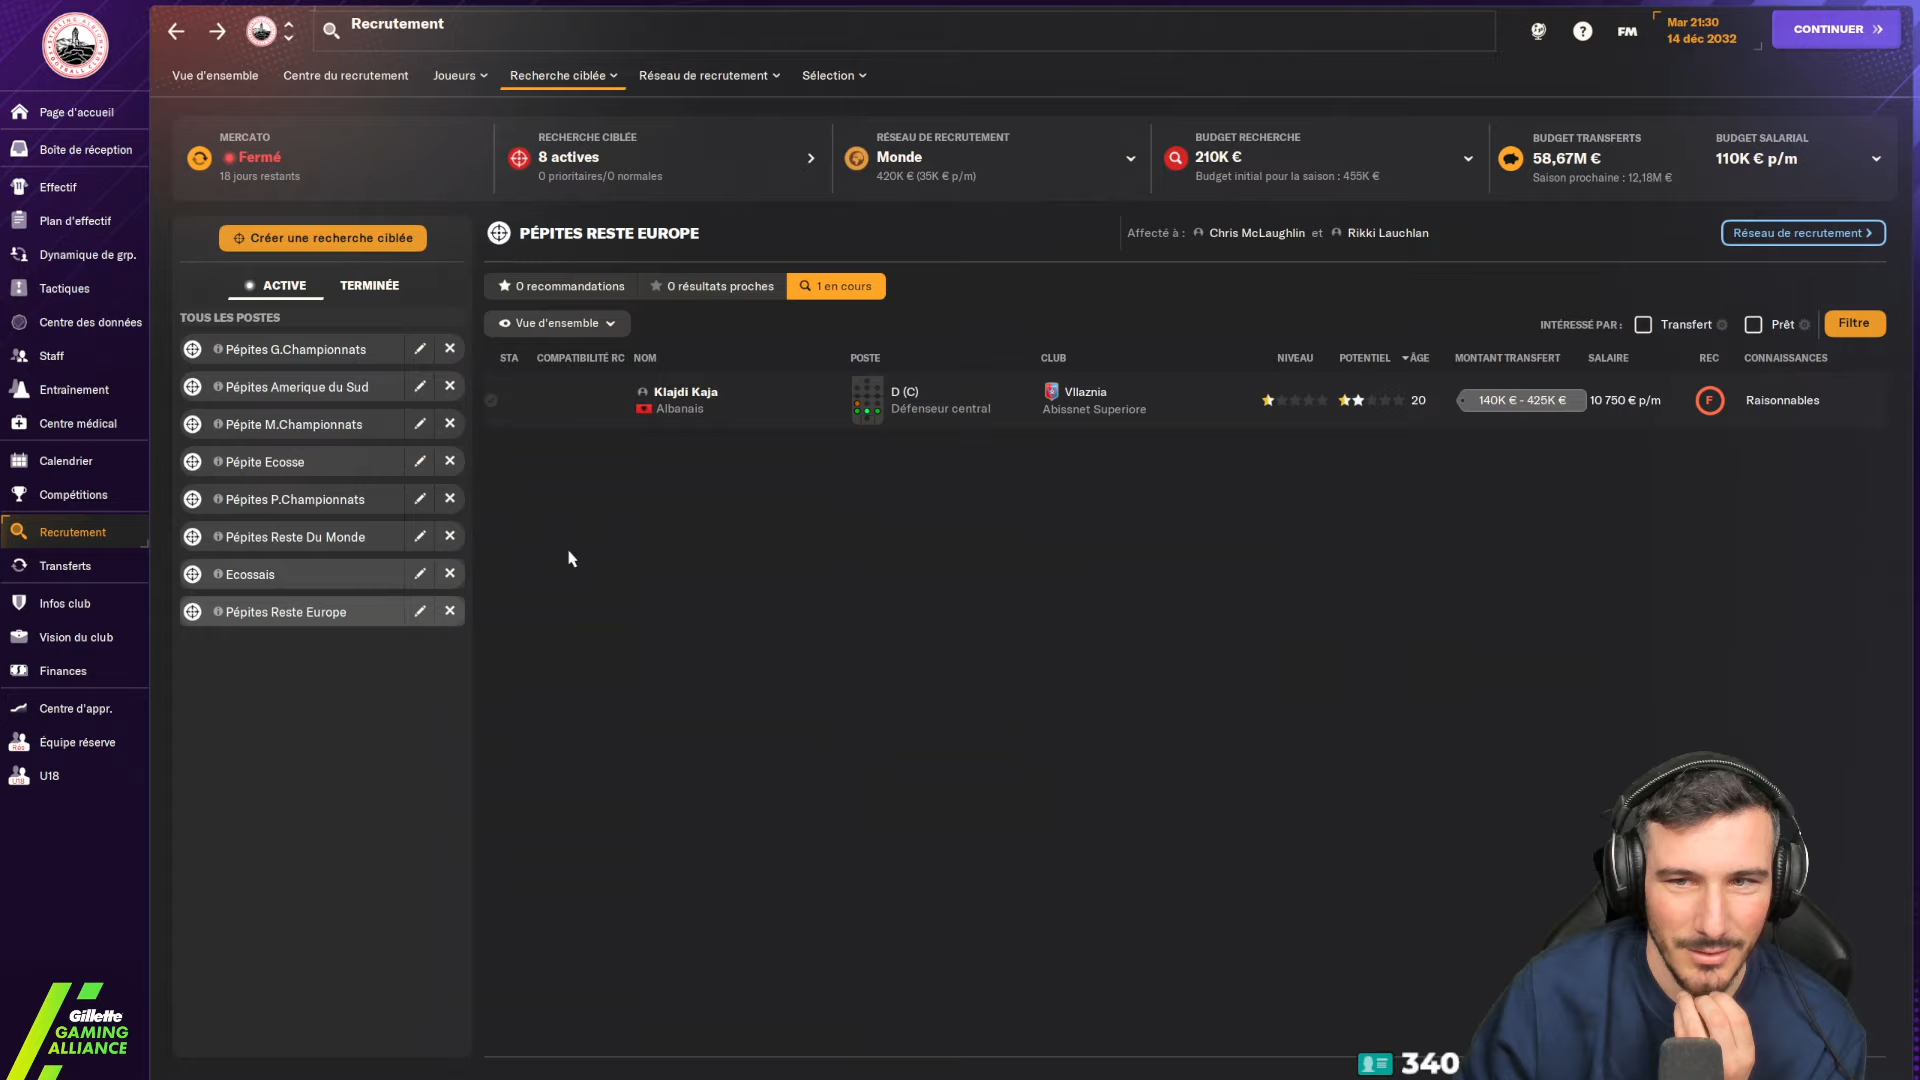 Recrutement
FM
Mar 21:30
14 déc 2032
CONTINUER
Vue d'ensemble
Centre du recrutement
Joueurs
Recherche ciblée
Réseau de recrutement
Sélection
Page d'accueil
Boîte de réception
Effectif
Plan d'effectif
Dynamique de grp.
Tactiques
Centre des données
Staff
Entraînement
Centre médical
Calendrier
Compétitions
Recrutement
Transferts
Infos club
Vision du club
Finances
Centre d'appr.
Équipe réserve
U18
MERCATO
Fermé
18 jours restants
RECHERCHE CIBLÉE
8 actives
0 prioritaires/0 normales
RÉSEAU DE RECRUTEMENT
Monde
420K € (35K € p/m)
BUDGET RECHERCHE
210K €
Budget initial pour la saison : 455K €
BUDGET TRANSFERTS
58,67M €
Saison prochaine : 12,18M €
BUDGET SALARIAL
110K € p/m
Créer une recherche ciblée
ACTIVE
TERMINÉE
TOUS LES POSTES
Pépites G.Championnats
Pépites Amerique du Sud
Pépite M.Championnats
Pépite Ecosse
Pépites P.Championnats
Pépites Reste Du Monde
Ecossais
Pépites Reste Europe
PÉPITES RESTE EUROPE
Affecté à : Chris McLaughlin et Rikki Lauchlan
Réseau de recrutement
0 recommandations
0 résultats proches
1 en cours
Vue d'ensemble
INTÉRESSÉ PAR : Transfert Prêt
Filtre
STA COMPATIBILITÉ RC NOM POSTE CLUB NIVEAU POTENTIEL ÂGE MONTANT TRANSFERT SALAIRE REC CONNAISSANCES
Klajdi Kaja
Albanais
D (C)
Défenseur central
Vllaznia
Abissnet Superiore
20
140K € - 425K €
10 750 € p/m
F
Raisonnables
Gillette
GAMING
ALLIANCE
340